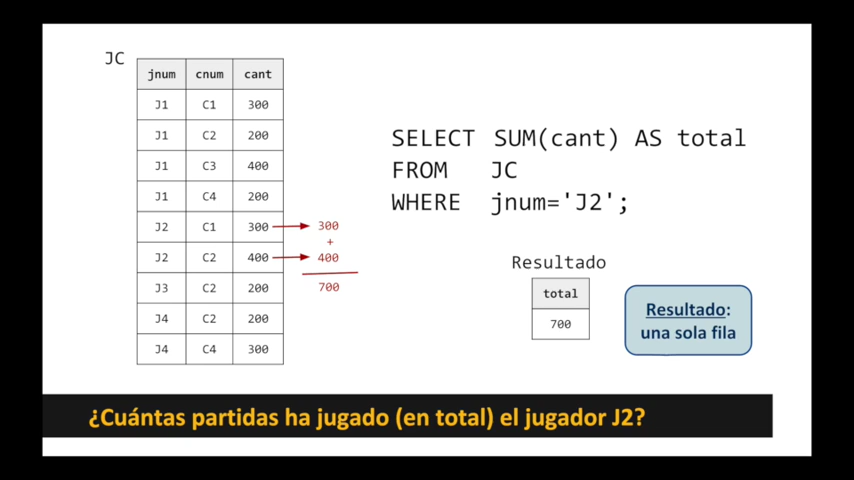 JC
jnum cnum cant
J1 C1 300
J1 C2 200
J1 C3 400
J1 C4 200
J2 C1 300
J2 C2 400
J3 C2 200
J4 C2 200
J4 C4 300
300
+
400
700
SELECT SUM(cant) AS total
FROM JC
WHERE jnum='J2';
Resultado
total
700
Resultado:
una sola fila
¿Cuántas partidas ha jugado (en total) el jugador J2?